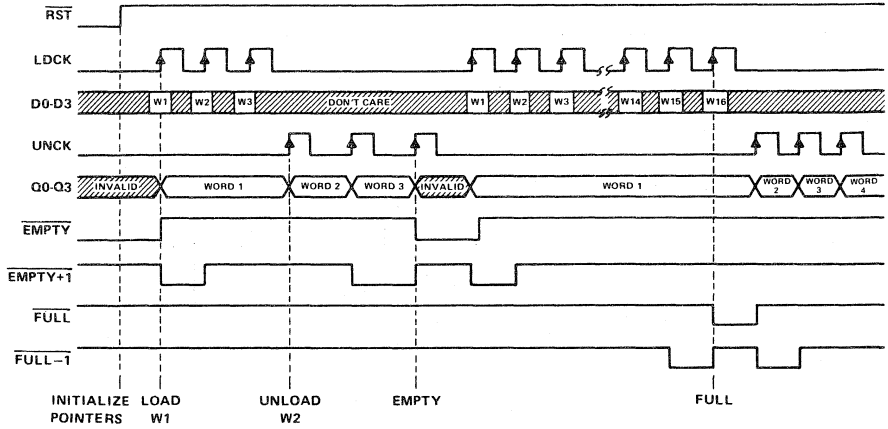 RST
LDCK
D0-D3 W1 W2 W3 DON'T CARE W1 W2 W3 W14 W15 W16
UNCK
Q0-Q3 INVALID WORD 1 WORD 2 WORD 3 INVALID WORD 1 WORD 2 WORD 3 WORD 4
EMPTY
EMPTY+1
FULL
FULL−1
INITIALIZE POINTERS
LOAD W1
UNLOAD W2
EMPTY
FULL